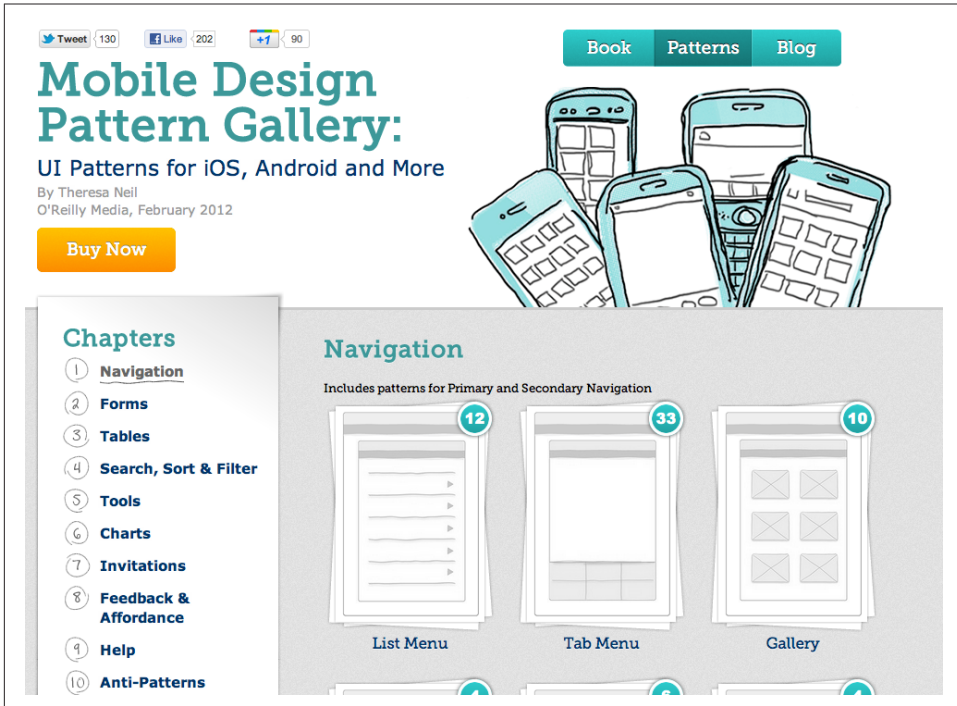 Tweet 130 Like 202 +1 90
Book Patterns Blog
Mobile Design
Pattern Gallery:
UI Patterns for iOS, Android and More
By Theresa Neil
O'Reilly Media, February 2012
Buy Now
Chapters
1 Navigation
2 Forms
3 Tables
4 Search, Sort & Filter
5 Tools
6 Charts
7 Invitations
8 Feedback &
Affordance
9 Help
10 Anti-Patterns
Navigation
Includes patterns for Primary and Secondary Navigation
12 33 10
List Menu Tab Menu Gallery